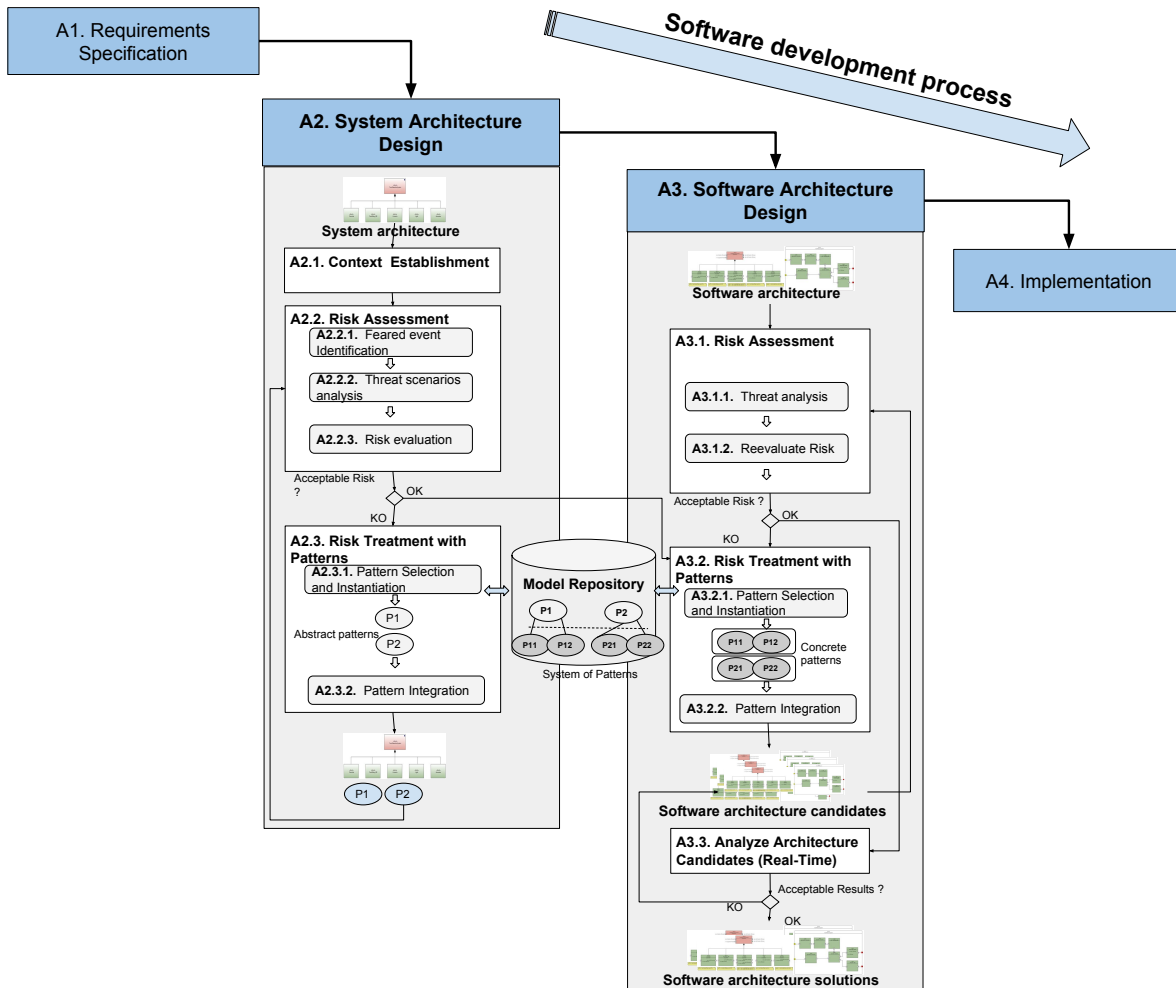 A1. Requirements
Specification
Software development process
A2. System Architecture
Design
System architecture
A2.1. Context Establishment
A2.2. Risk Assessment
A2.2.1. Feared event
Identification
A2.2.2. Threat scenarios
analysis
A2.2.3. Risk evaluation
Acceptable Risk
?
OK
KO
A2.3. Risk Treatment with
Patterns
A2.3.1. Pattern Selection
and Instantiation
P1
Abstract patterns
P2
A2.3.2. Pattern Integration
P1
P2
Model Repository
P1
P2
P11
P12
P21
P22
System of Patterns
A3. Software Architecture
Design
Software architecture
A3.1. Risk Assessment
A3.1.1. Threat analysis
A3.1.2. Reevaluate Risk
Acceptable Risk ?
OK
KO
A3.2. Risk Treatment with
Patterns
A3.2.1. Pattern Selection
and Instantiation
P11
P12
Concrete
patterns
P21
P22
A3.2.2. Pattern Integration
Software architecture candidates
A3.3. Analyze Architecture
Candidates (Real-Time)
Acceptable Results ?
KO
OK
Software architecture solutions
A4. Implementation